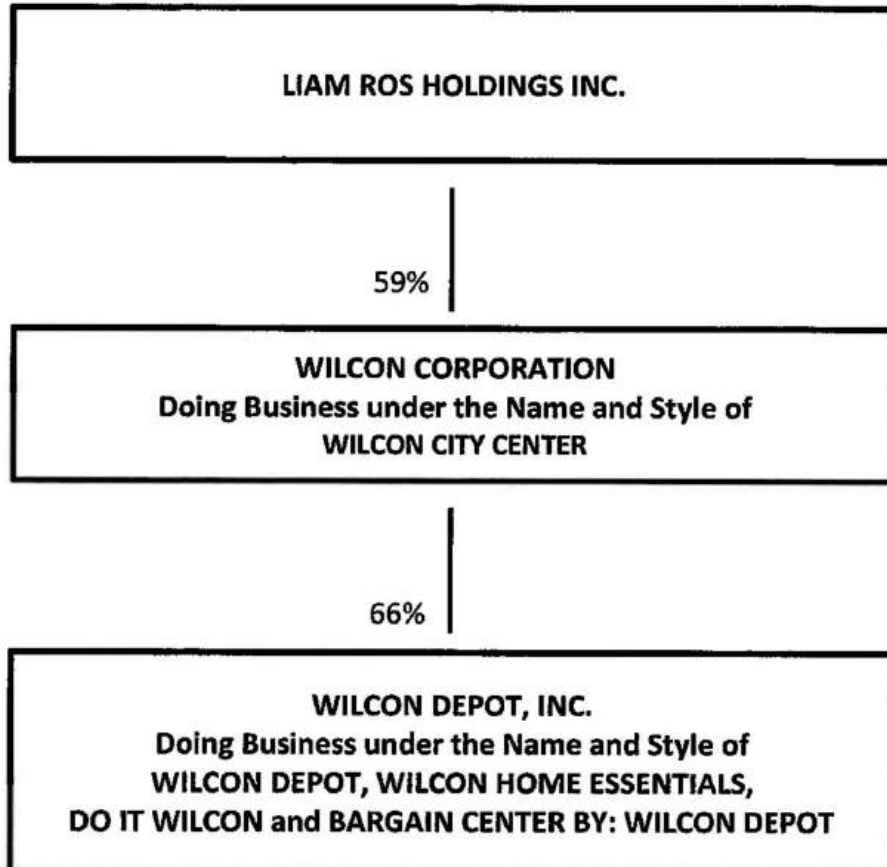 LIAM ROS HOLDINGS INC.
59%
WILCON CORPORATION
Doing Business under the Name and Style of
WILCON CITY CENTER
66%
WILCON DEPOT, INC.
Doing Business under the Name and Style of
WILCON DEPOT, WILCON HOME ESSENTIALS,
DO IT WILCON and BARGAIN CENTER BY: WILCON DEPOT